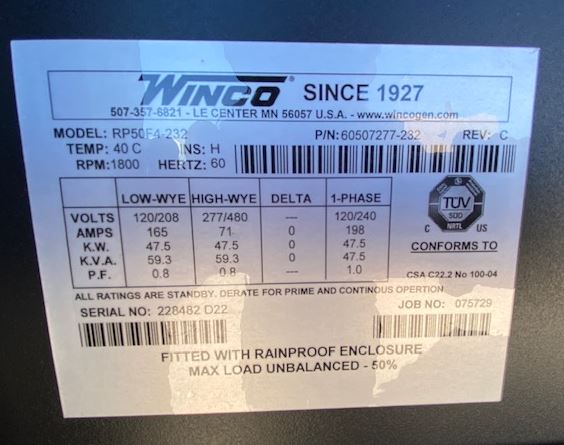 WINCO® SINCE 1927
507-357-6821 - LE CENTER MN 56057 U.S.A. - www.wincogen.com
MODEL: RP50F4-232 P/N: 60507277-232 REV: C
TEMP: 40 C INS: H
RPM:1800 HERTZ: 60
LOW-WYE HIGH-WYE DELTA 1-PHASE
VOLTS 120/208 277/480 --- 120/240
AMPS 165 71 0 198
K.W. 47.5 47.5 0 47.5
K.V.A. 59.3 59.3 0 47.5
P.F. 0.8 0.8 --- 1.0
TÜV
SÜD
NRTL
C US
CONFORMS TO
CSA C22.2 No 100-04
ALL RATINGS ARE STANDBY. DERATE FOR PRIME AND CONTINOUS OPERTION
SERIAL NO: 228482 D22 JOB NO: 075729
FITTED WITH RAINPROOF ENCLOSURE
MAX LOAD UNBALANCED - 50%